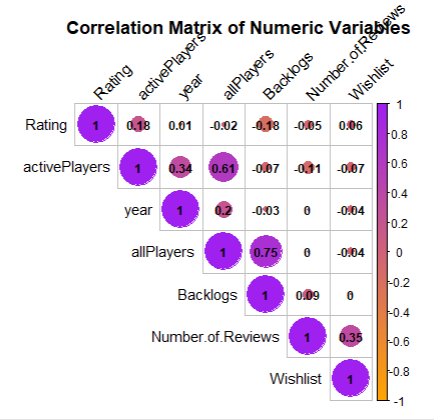 Correlation Matrix of Numeric Variables
Rating activePlayers year allPlayers Backlogs Number.of.Reviews Wishlist
Rating 1 0.18 0.01 -0.02 -0.18 -0.05 0.06
activePlayers 1 0.34 0.61 -0.07 -0.11 -0.07
year 1 0.2 -0.03 0 -0.04
allPlayers 1 0.75 0 -0.04
Backlogs 1 0.09 0
Number.of.Reviews 1 0.35
Wishlist 1
1
0.8
0.6
0.4
0.2
0
-0.2
-0.4
-0.6
-0.8
-1